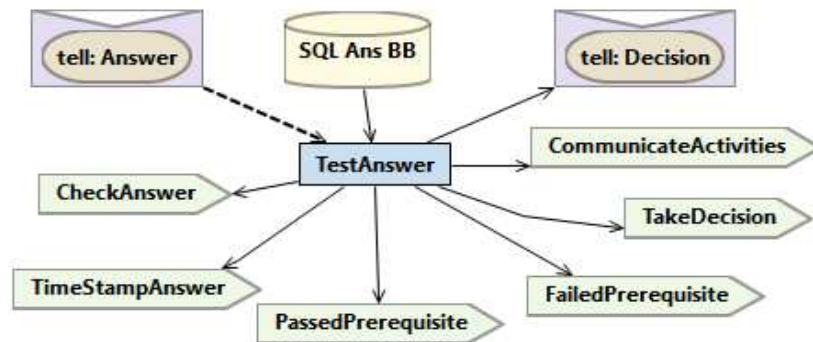 tell: Answer
SQL Ans BB
tell: Decision
TestAnswer
CommunicateActivities
CheckAnswer
TakeDecision
TimeStampAnswer
PassedPrerequisite
FailedPrerequisite